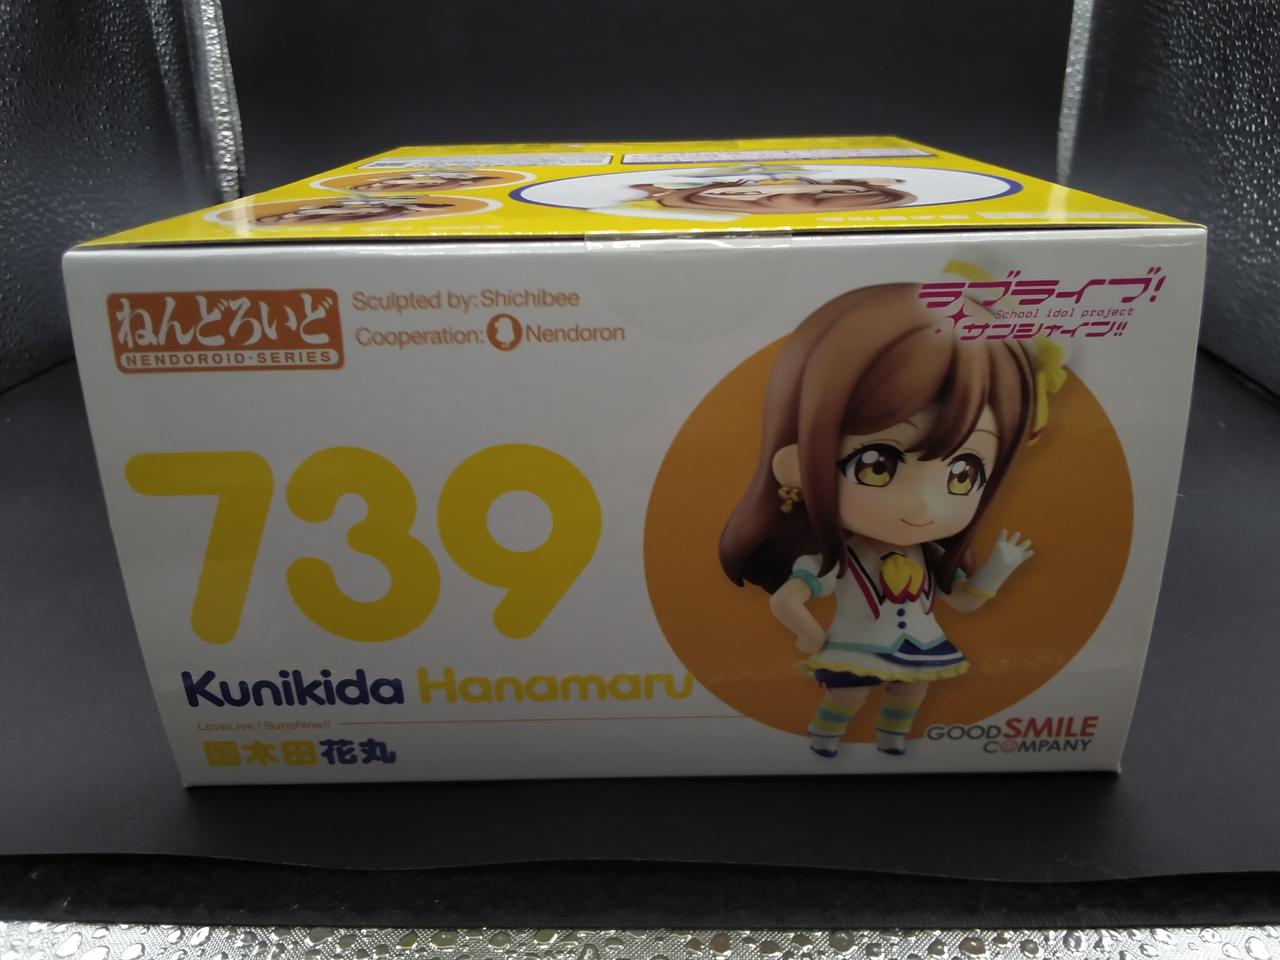 ねんどろいど
NENDOROID·SERIES
Sculpted by: Shichibee
Cooperation: Nendoron
ラブライブ!
School idol project
サンシャイン!!
739
Kunikida Hanamaru
LoveLive! Sunshine!!
国木田花丸
GOOD SMILE
COMPANY